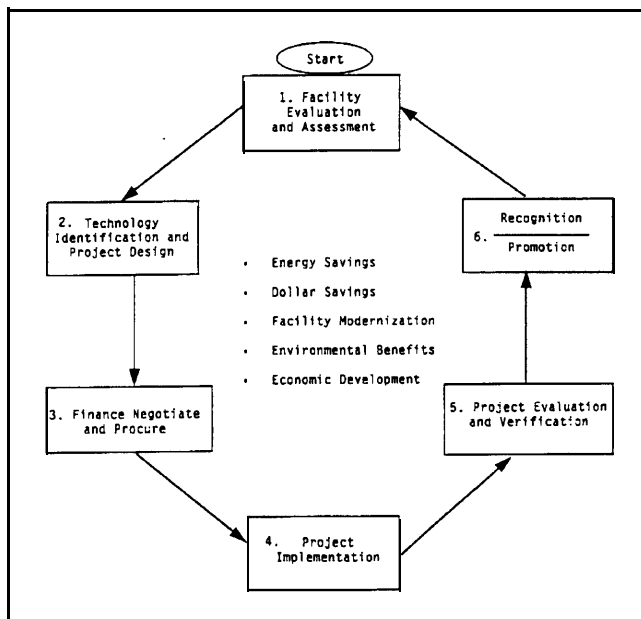 Start
1. Facility
Evaluation
and Assessment
2. Technology
Identification and
Project Design
3. Finance Negotiate
and Procure
4. Project
Implementation
5. Project Evaluation
and Verification
Recognition
6.
Promotion
• Energy Savings
• Dollar Savings
• Facility Modernization
• Environmental Benefits
• Economic Development